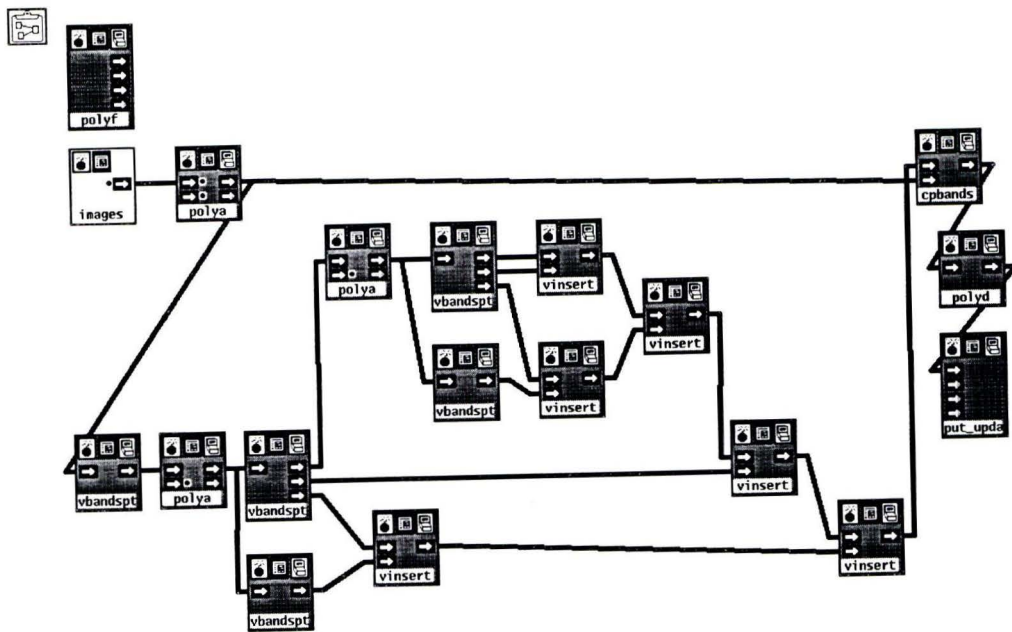 polyf
images
polya
cpbands
polya
vbandspt
vinsert
polyd
vinsert
vbandspt
vinsert
put_upda
vbandspt
polya
vbandspt
vinsert
vinsert
vinsert
vbandspt